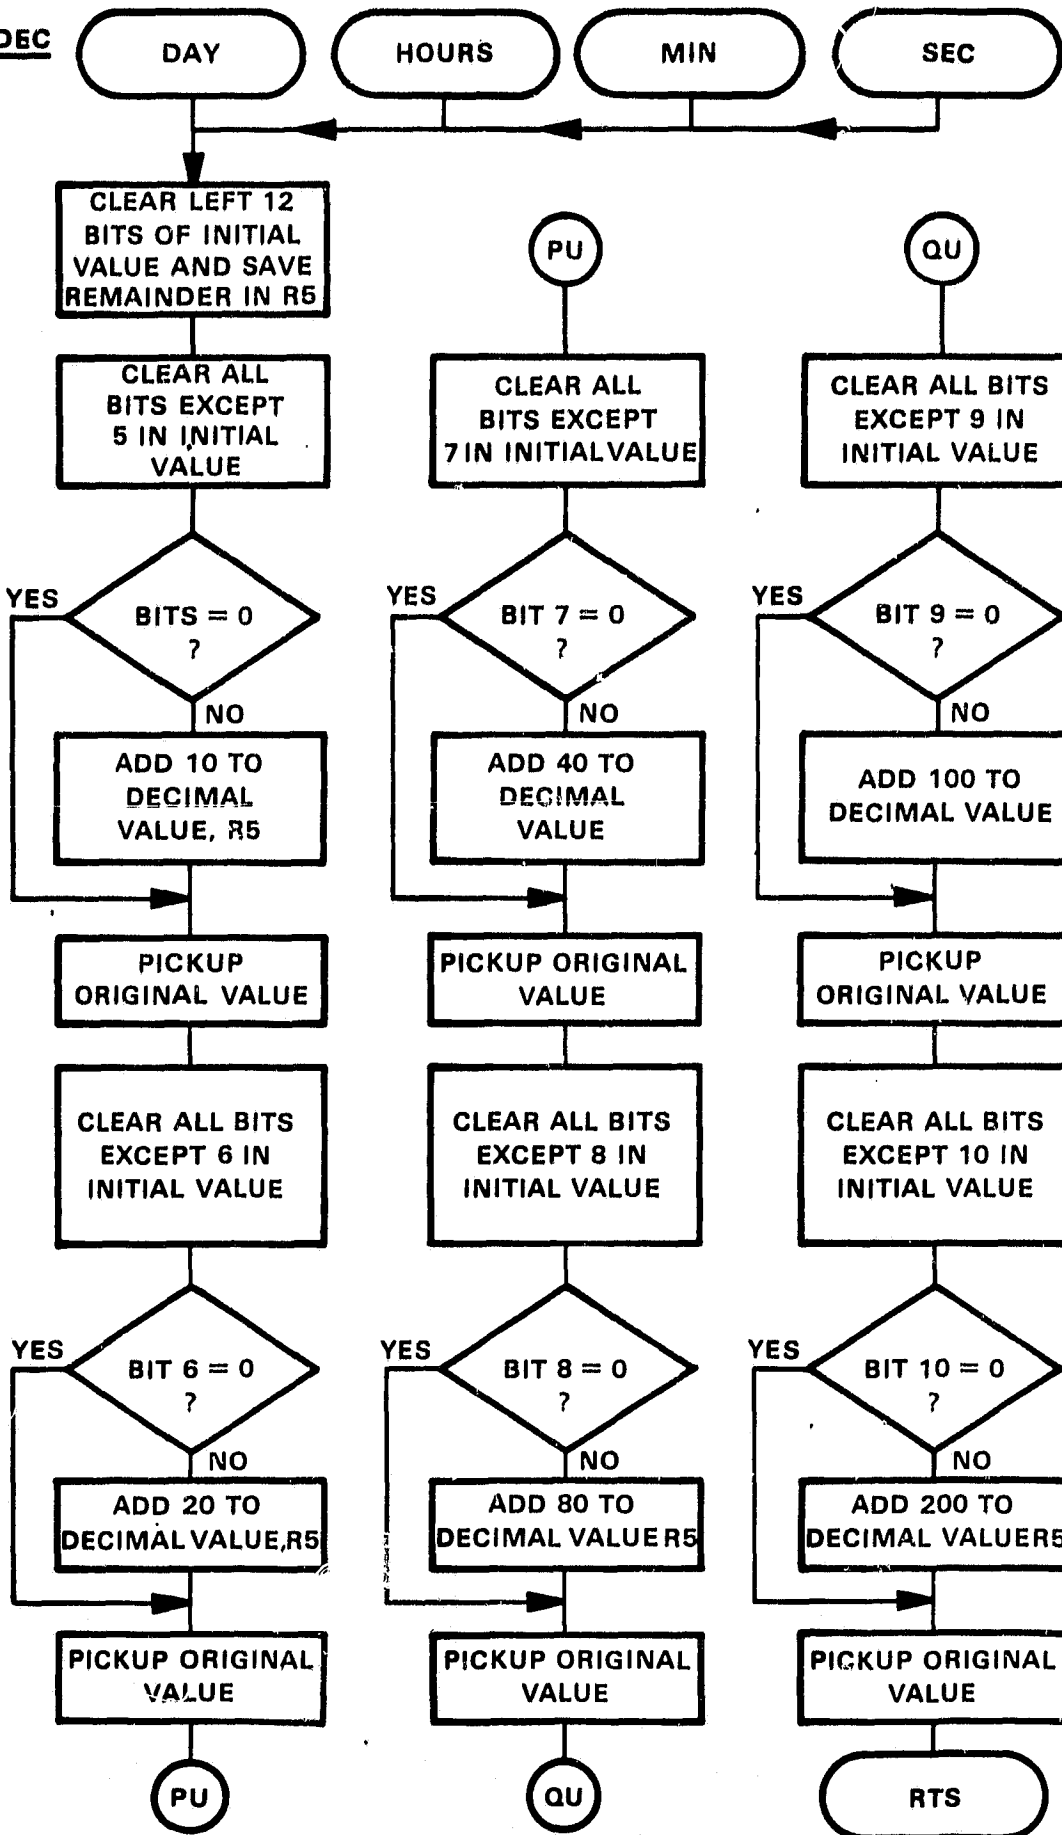 DEC
DAY
HOURS
MIN
SEC
CLEAR LEFT 12
BITS OF INITIAL
VALUE AND SAVE
REMAINDER IN R5
CLEAR ALL
BITS EXCEPT
5 IN INITIAL
VALUE
BITS = 0
?
YES
NO
ADD 10 TO
DECIMAL
VALUE, R5
PICKUP
ORIGINAL VALUE
CLEAR ALL BITS
EXCEPT 6 IN
INITIAL VALUE
YES
BIT 6 = 0
?
NO
ADD 20 TO
DECIMAL VALUE,R5
PICKUP ORIGINAL
VALUE
PU
PU
CLEAR ALL
BITS EXCEPT
7 IN INITIAL VALUE
YES
BIT 7 = 0
?
NO
ADD 40 TO
DECIMAL
VALUE
PICKUP ORIGINAL
VALUE
CLEAR ALL BITS
EXCEPT 8 IN
INITIAL VALUE
YES
BIT 8 = 0
?
NO
ADD 80 TO
DECIMAL VALUE R5
PICKUP ORIGINAL
VALUE
QU
QU
CLEAR ALL BITS
EXCEPT 9 IN
INITIAL VALUE
YES
BIT 9 = 0
?
NO
ADD 100 TO
DECIMAL VALUE
PICKUP
ORIGINAL VALUE
CLEAR ALL BITS
EXCEPT 10 IN
INITIAL VALUE
YES
BIT 10 = 0
?
NO
ADD 200 TO
DECIMAL VALUE R5
PICKUP ORIGINAL
VALUE
RTS